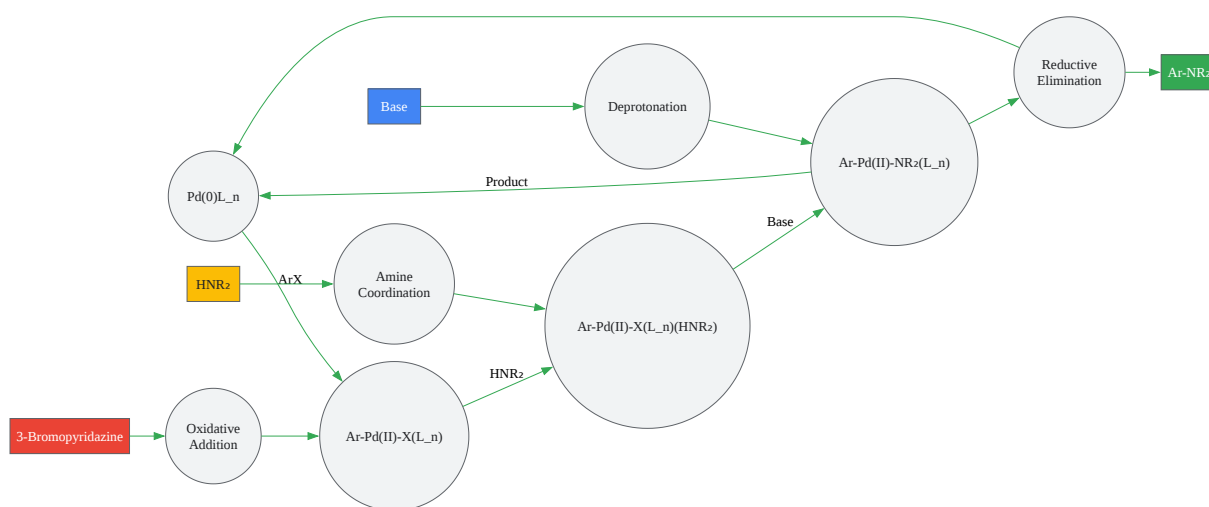 Reductive
Elimination
Ar-NR₂
Base
Deprotonation
Ar-Pd(II)-NR₂(L_n)
Product
Pd(0)L_n
Base
HNR₂
ArX
Amine
Coordination
Ar-Pd(II)-X(L_n)(HNR₂)
HNR₂
3-Bromopyridazine
Oxidative
Addition
Ar-Pd(II)-X(L_n)